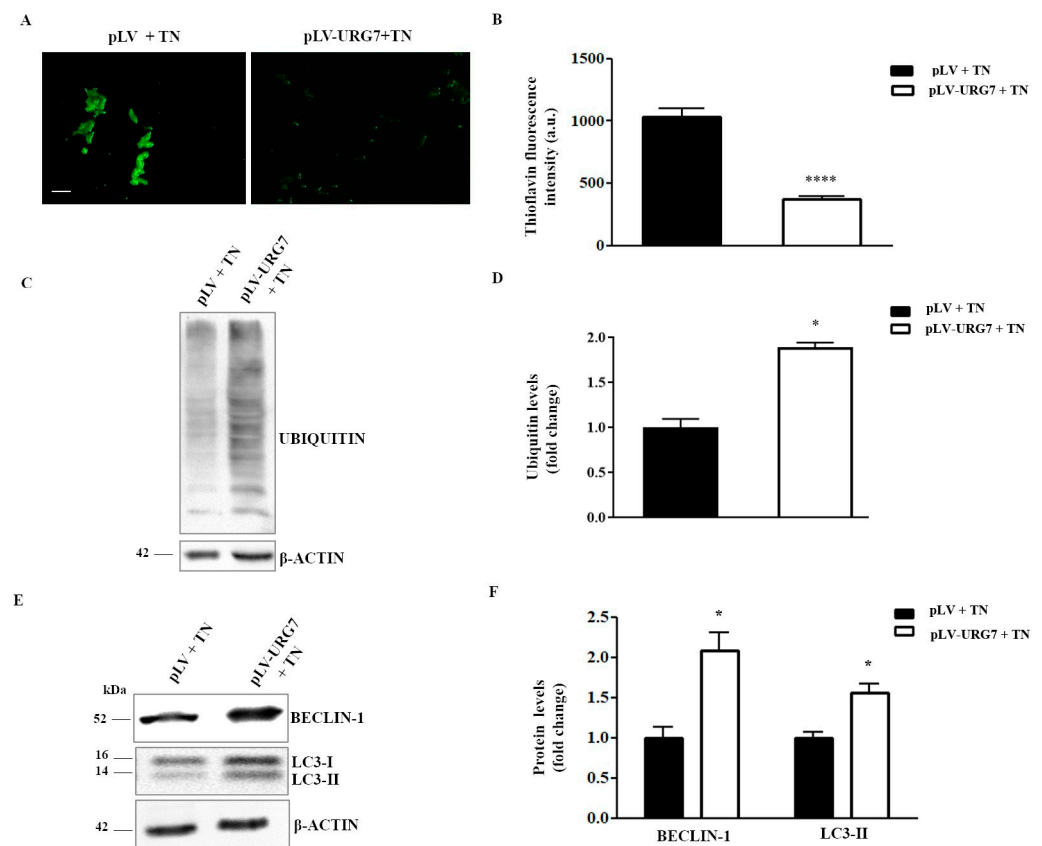 A
pLV + TN
pLV-URG7+TN
B
1500
1000
500
0
Thioflavin fluorescence
intensity (a.u.)
****
pLV + TN
pLV-URG7 + TN
C
pLV + TN
pLV-URG7
+ TN
UBIQUITIN
42
β-ACTIN
D
2.0
1.5
1.0
0.5
0.0
Ubiquitin levels
(fold change)
*
pLV + TN
pLV-URG7 + TN
E
pLV + TN
pLV-URG7
+ TN
kDa
52
BECLIN-1
16
LC3-I
14
LC3-II
42
β-ACTIN
F
2.5
2.0
1.5
1.0
0.5
0.0
Protein levels
(fold change)
*
*
BECLIN-1
LC3-II
pLV + TN
pLV-URG7 + TN